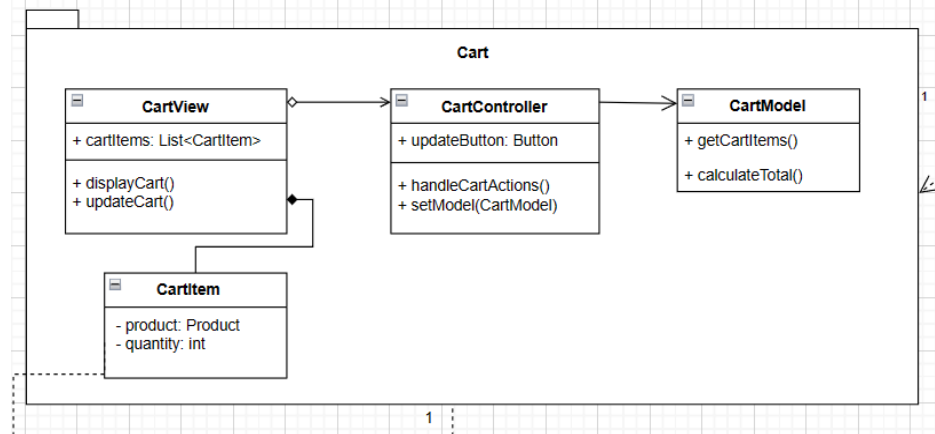 Cart
CartView
+ cartItems: List<CartItem>
+ displayCart()
+ updateCart()
CartController
+ updateButton: Button
+ handleCartActions()
+ setModel(CartModel)
CartModel
+ getCartItems()
+ calculateTotal()
1
CartItem
- product: Product
- quantity: int
1